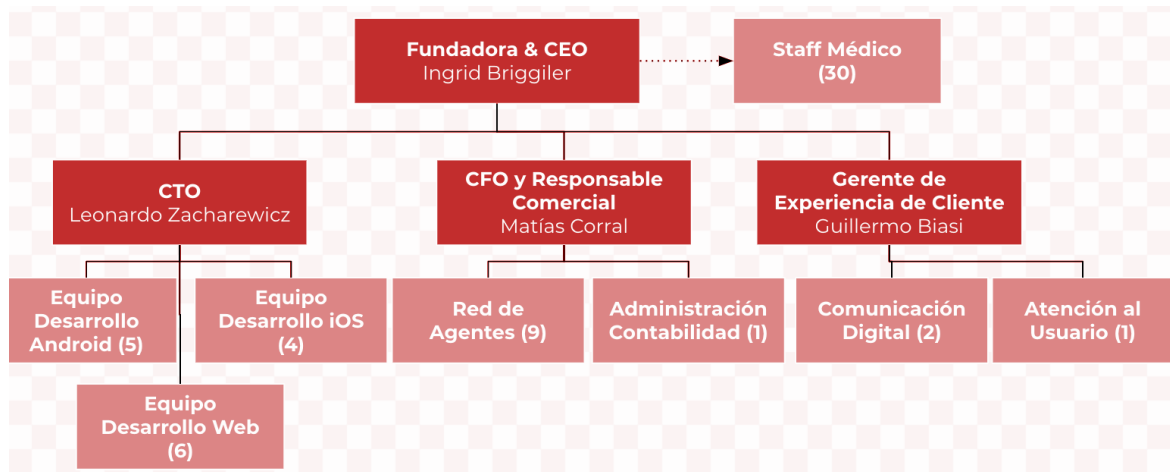 Fundadora & CEO
Ingrid Briggiler
Staff Médico
(30)
CTO
Leonardo Zacharewicz
CFO y Responsable
Comercial
Matías Corral
Gerente de
Experiencia de Cliente
Guillermo Biasi
Equipo
Desarrollo
Android (5)
Equipo
Desarrollo iOS
(4)
Red de
Agentes (9)
Administración
Contabilidad (1)
Comunicación
Digital (2)
Atención al
Usuario (1)
Equipo
Desarrollo Web
(6)